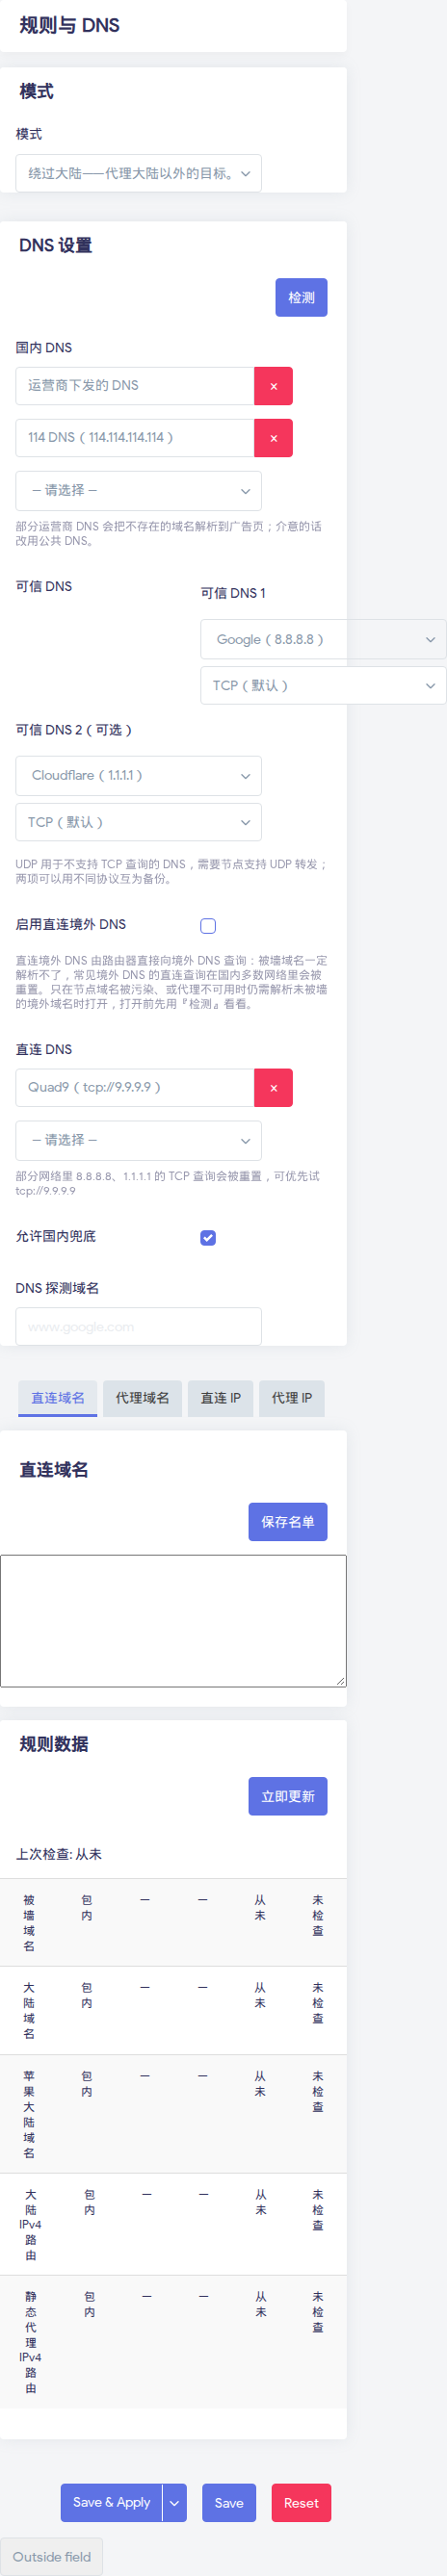 规则与 DNS
模式
模式
绕过大陆——代理大陆以外的目标。
DNS 设置
检测
国内 DNS
运营商下发的 DNS
×
114 DNS（114.114.114.114）
×
-- 请选择 --
部分运营商 DNS 会把不存在的域名解析到广告页；介意的话
改用公共 DNS。
可信 DNS
可信 DNS 1
Google（8.8.8.8）
TCP（默认）
可信 DNS 2（可选）
Cloudflare（1.1.1.1）
TCP（默认）
UDP 用于不支持 TCP 查询的 DNS，需要节点支持 UDP 转发；
两项可以用不同协议互为备份。
启用直连境外 DNS
直连境外 DNS 由路由器直接向境外 DNS 查询：被墙域名一定
解析不了，常见境外 DNS 的直连查询在国内多数网络里会被
重置。只在节点域名被污染、或代理不可用时仍需解析未被墙
的境外域名时打开，打开前先用『检测』看看。
直连 DNS
Quad9（tcp://9.9.9.9）
×
-- 请选择 --
部分网络里 8.8.8.8、1.1.1.1 的 TCP 查询会被重置，可优先试
tcp://9.9.9.9
允许国内兜底
DNS 探测域名
www.google.com
直连域名 代理域名 直连 IP 代理 IP
直连域名
保存名单
规则数据
立即更新
上次检查: 从未
被墙域名 包内 — — 从未 未检查
大陆域名 包内 — — 从未 未检查
苹果大陆域名 包内 — — 从未 未检查
大陆 IPv4 路由 包内 — — 从未 未检查
静态代理 IPv4 路由 包内 — — 从未 未检查
Save & Apply Save Reset
Outside field